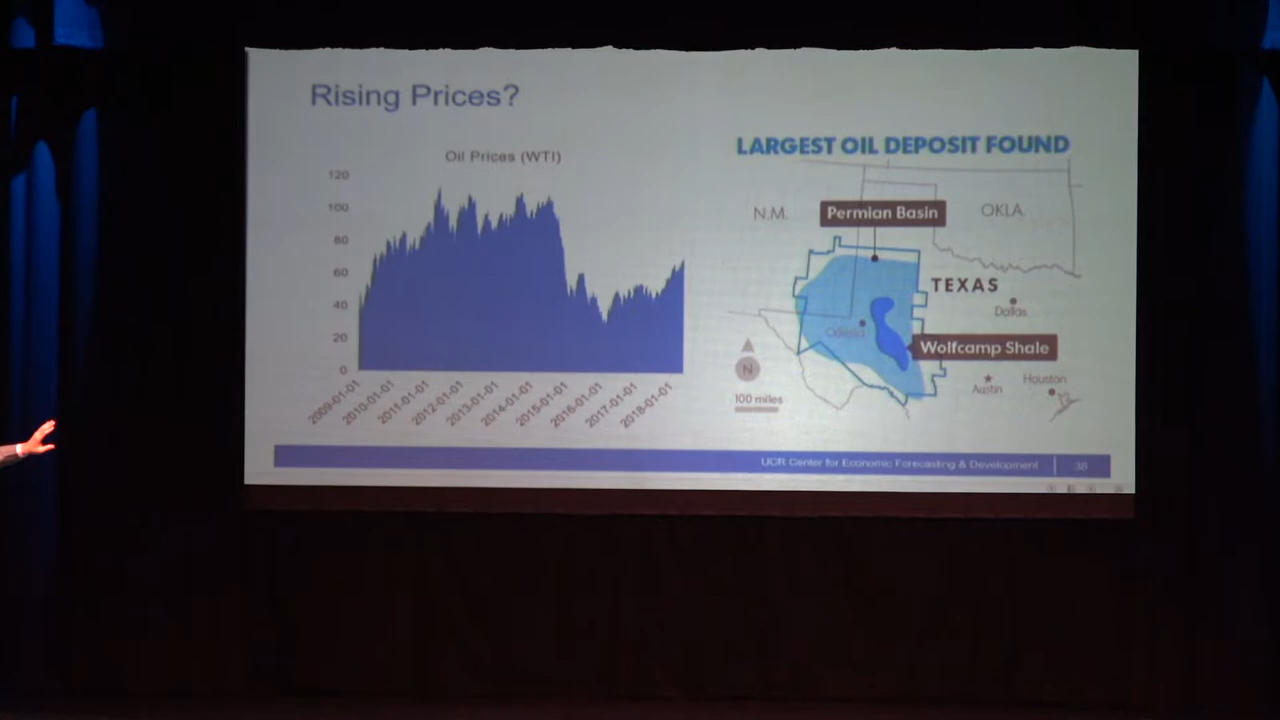 Rising Prices?
Oil Prices (WTI)
120
100
80
60
40
20
0
2009-01-01
2010-01-01
2011-01-01
2012-01-01
2013-01-01
2014-01-01
2015-01-01
2016-01-01
2017-01-01
2018-01-01
LARGEST OIL DEPOSIT FOUND
N.M.
Permian Basin
OKLA.
TEXAS
Dallas
Odessa
Wolfcamp Shale
N
Austin
Houston
100 miles
UCR Center for Economic Forecasting & Development
38